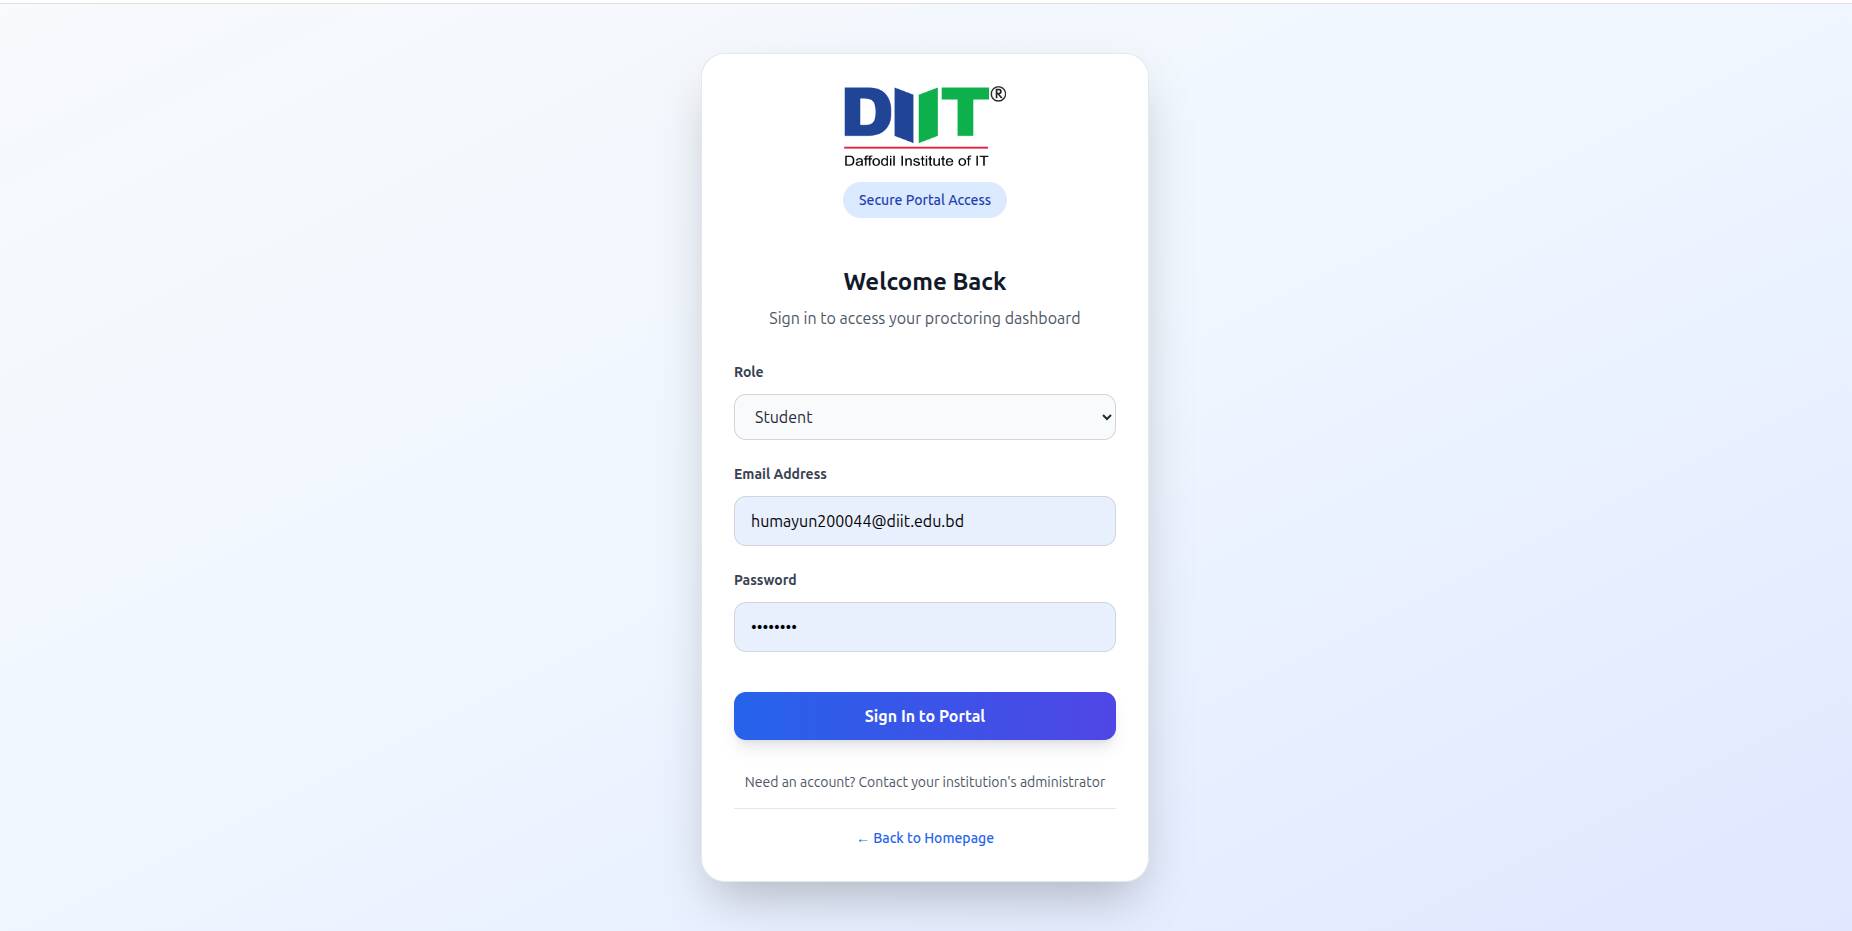 DIIT®
Daffodil Institute of IT
Secure Portal Access
Welcome Back
Sign in to access your proctoring dashboard
Role
Student
Email Address
humayun200044@diit.edu.bd
Password
••••••••
Sign In to Portal
Need an account? Contact your institution's administrator
← Back to Homepage